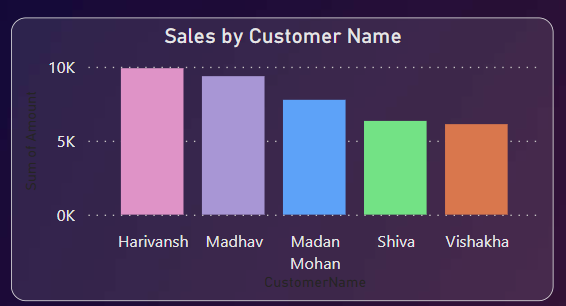 Sales by Customer Name
10K
5K
0K
Sum of Amount
Harivansh
Madhav
Madan
Mohan
Shiva
Vishakha
CustomerName